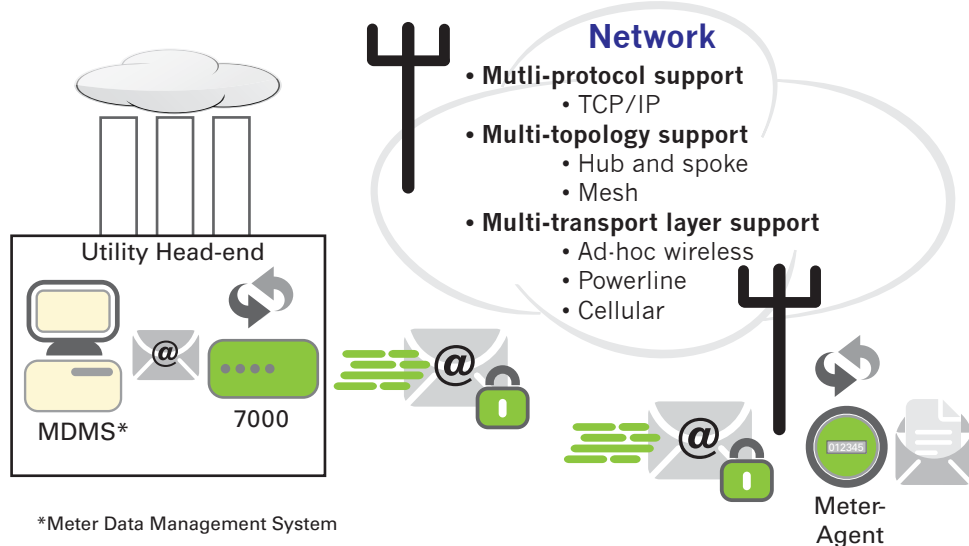 Network
• Mutli-protocol support
• TCP/IP
• Multi-topology support
• Hub and spoke
• Mesh
• Multi-transport layer support
• Ad-hoc wireless
• Powerline
• Cellular
Utility Head-end
@
MDMS*
7000
@
@
012345
Meter-
Agent
*Meter Data Management System